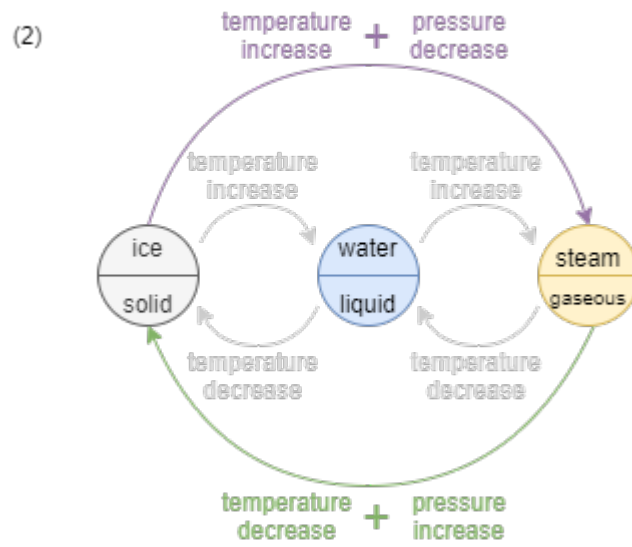 (2)
temperature increase + pressure decrease
temperature increase
temperature increase
ice
solid
water
liquid
steam
gaseous
temperature decrease
temperature decrease
temperature decrease + pressure increase